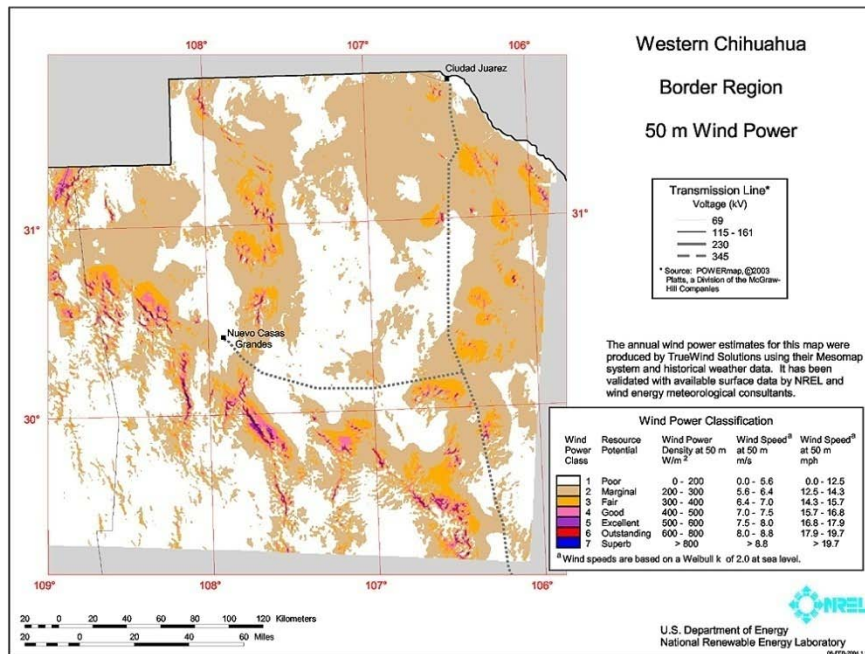 108°
107°
106°
Ciudad Juarez
31°
31°
Nuevo Casas
Grandes
30°
109°
108°
107°
106°
20 0 20 40 60 80 100 120 Kilometers
20 0 20 40 60 Miles
Western Chihuahua
Border Region
50 m Wind Power
Transmission Line*
Voltage (kV)
69
115 - 161
230
345
* Source: POWERmap, ©2003
Platts, a Division of the McGraw-
Hill Companies
The annual wind power estimates for this map were
produced by TrueWind Solutions using their Mesomap
system and historical weather data. It has been
validated with available surface data by NREL and
wind energy meteorological consultants.
Wind Power Classification
Wind Power Class Resource Potential Wind Power Density at 50 m W/m² Wind Speedᵃ at 50 m m/s Wind Speedᵃ at 50 m mph
1 Poor 0 - 200 0.0 - 5.6 0.0 - 12.5
2 Marginal 200 - 300 5.6 - 6.4 12.5 - 14.3
3 Fair 300 - 400 6.4 - 7.0 14.3 - 15.7
4 Good 400 - 500 7.0 - 7.5 15.7 - 16.8
5 Excellent 500 - 600 7.5 - 8.0 16.8 - 17.9
6 Outstanding 600 - 800 8.0 - 8.8 17.9 - 19.7
7 Superb > 800 > 8.8 > 19.7
ᵃ Wind speeds are based on a Weibull k of 2.0 at sea level.
NREL
U.S. Department of Energy
National Renewable Energy Laboratory